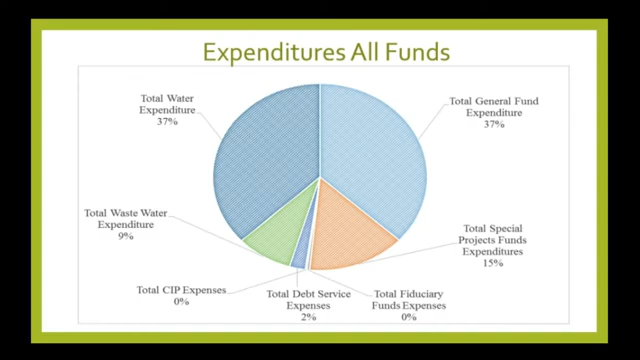 Expenditures All Funds
Total Water
Expenditure
37%
Total General Fund
Expenditure
37%
Total Waste Water
Expenditure
9%
Total Special
Projects Funds
Expenditures
15%
Total CIP Expenses
0%
Total Debt Service
Expenses
2%
Total Fiduciary
Funds Expenses
0%